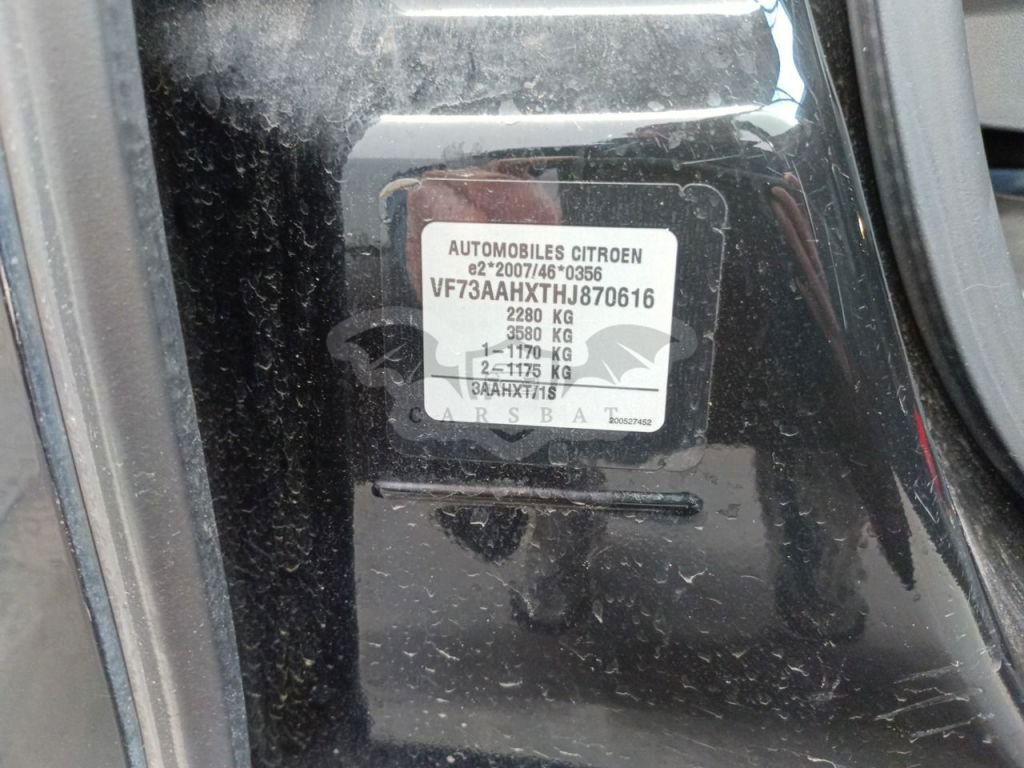 AUTOMOBILES CITROEN
e2*2007/46*0356
VF73AAHXTHJ870616
2280 KG
3580 KG
1-1170 KG
2-1175 KG
3AAHXT/1S
CARSBAT
200527452